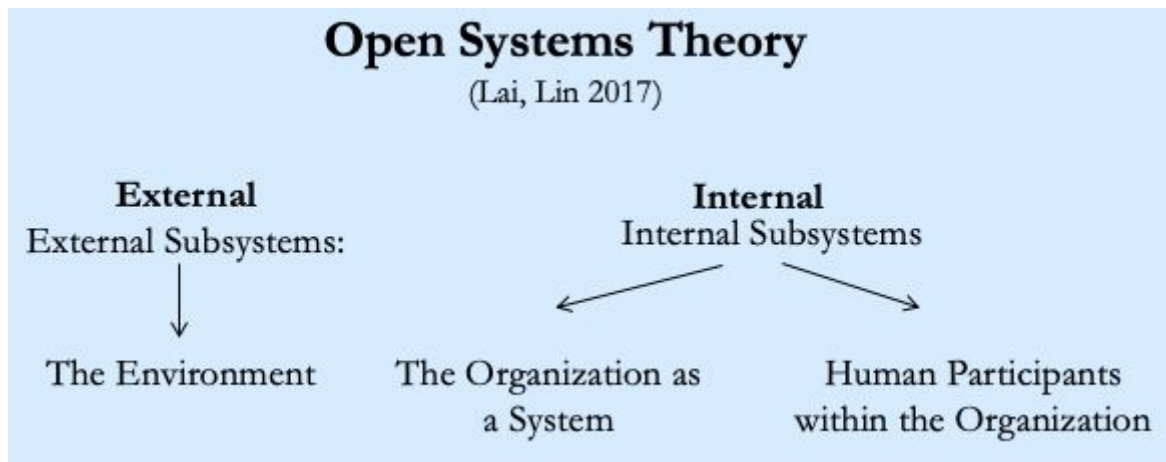 Open Systems Theory
(Lai, Lin 2017)
External
External Subsystems:
The Environment
Internal
Internal Subsystems
The Organization as
a System
Human Participants
within the Organization